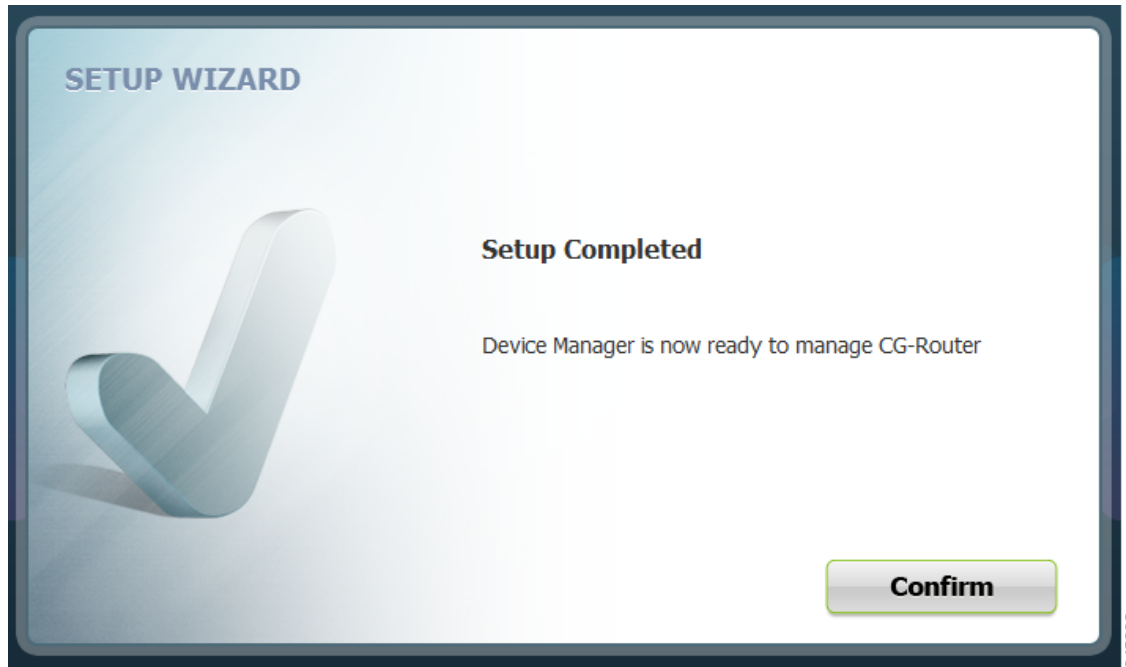 SETUP WIZARD
Setup Completed
Device Manager is now ready to manage CG-Router
Confirm